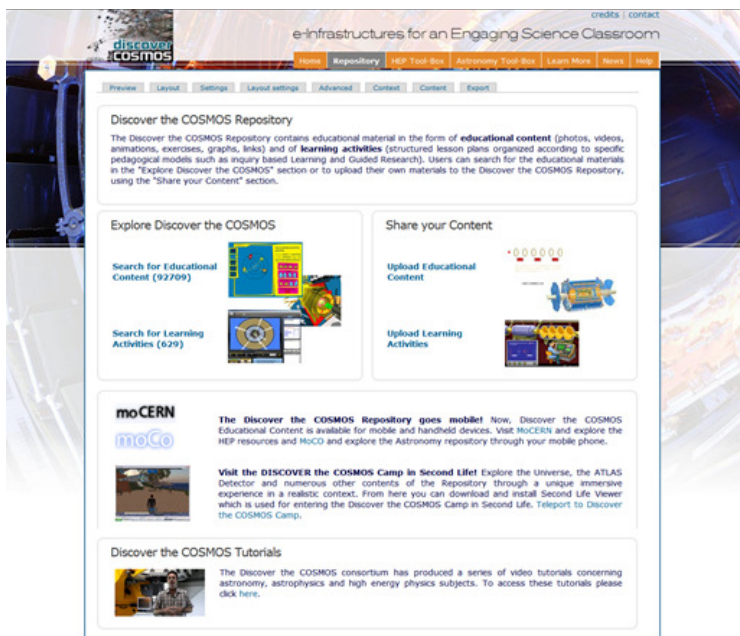 credits | contact
discover
COSMOS
e-Infrastructures for an Engaging Science Classroom
Home Repository HEP Tool-Box Astronomy Tool-Box Learn More News Help
Preview Layout Settings Layout settings Advanced Context Content Export
Discover the COSMOS Repository
The Discover the COSMOS Repository contains educational material in the form of educational content (photos, videos,
animations, exercises, graphs, links) and of learning activities (structured lesson plans organized according to specific
pedagogical models such as inquiry based Learning and Guided Research). Users can search for the educational materials
in the "Explore Discover the COSMOS" section or to upload their own materials to the Discover the COSMOS Repository,
using the "Share your Content" section.
Explore Discover the COSMOS
Search for Educational
Content (92709)
Search for Learning
Activities (629)
Share your Content
Upload Educational
Content
Upload Learning
Activities
moCERN
moCo
The Discover the COSMOS Repository goes mobile! Now, Discover the COSMOS
Educational Content is available for mobile and handheld devices. Visit MoCERN and explore the
HEP resources and MoCO and explore the Astronomy repository through your mobile phone.
Visit the DISCOVER the COSMOS Camp in Second Life! Explore the Universe, the ATLAS
Detector and numerous other contents of the Repository through a unique immersive
experience in a realistic context. From here you can download and install Second Life Viewer
which is used for entering the Discover the COSMOS Camp in Second Life. Teleport to Discover
the COSMOS Camp.
Discover the COSMOS Tutorials
The Discover the COSMOS consortium has produced a series of video tutorials concerning
astronomy, astrophysics and high energy physics subjects. To access these tutorials please
click here.